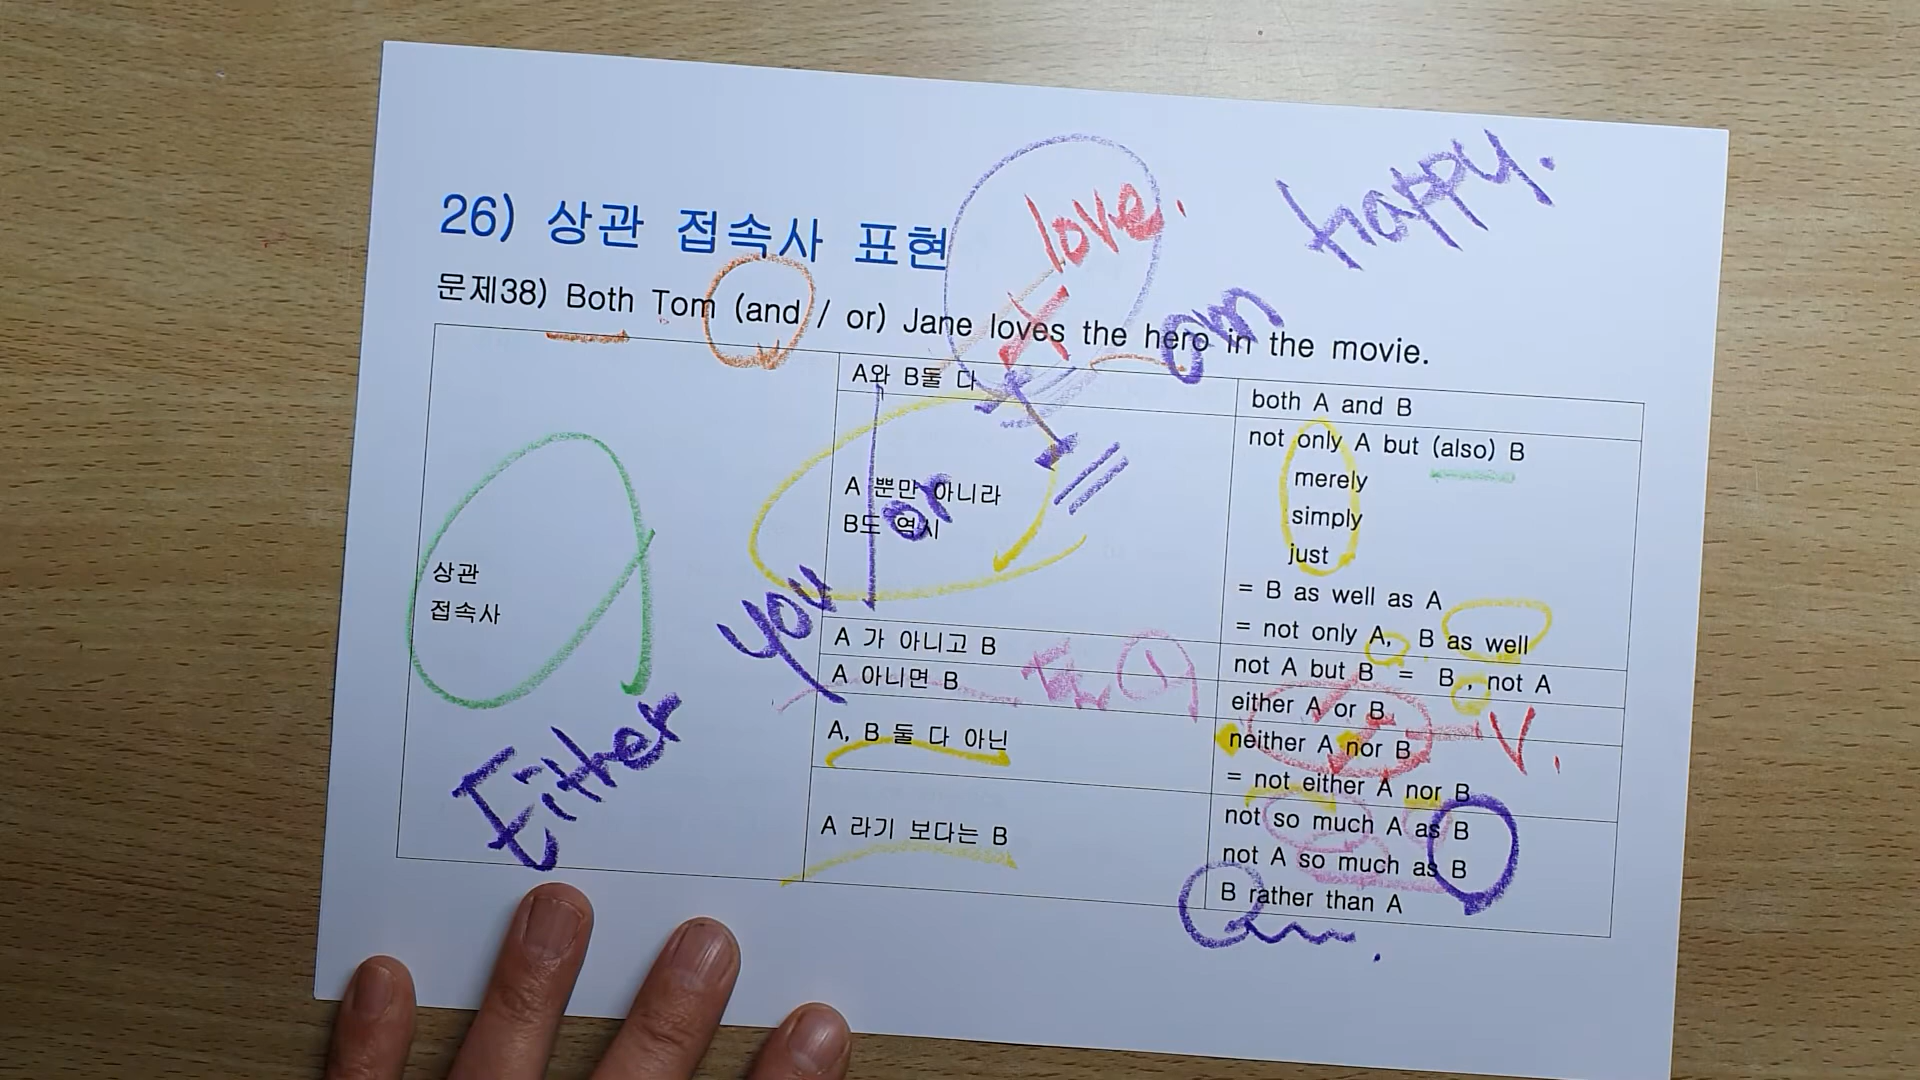 26) 상관 접속사 표현
문제38) Both Tom (and / or) Jane loves the hero in the movie.
상관
접속사
A와 B둘 다
both A and B
A 뿐만 아니라
B도 역시
not only A but (also) B
merely
simply
just
= B as well as A
= not only A, B as well
A 가 아니고 B
not A but B = B , not A
A 아니면 B
either A or B
A, B 둘 다 아닌
neither A nor B
= not either A nor B
A 라기 보다는 B
not so much A as B
not A so much as B
B rather than A
love.
Either you or I am happy.
V.